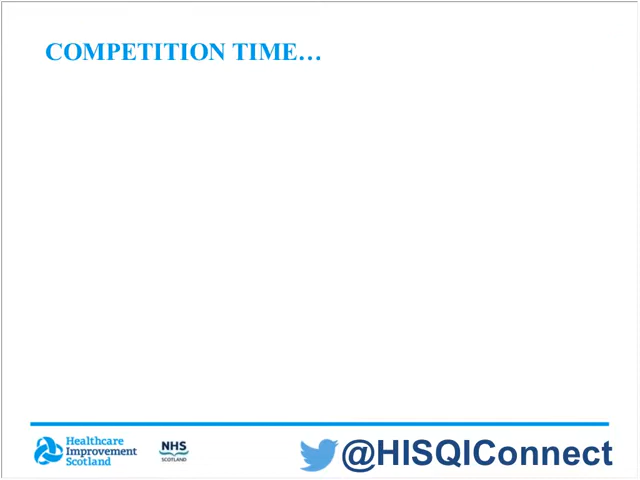 COMPETITION TIME…
Healthcare
Improvement
Scotland
NHS
SCOTLAND
@HISQIConnect